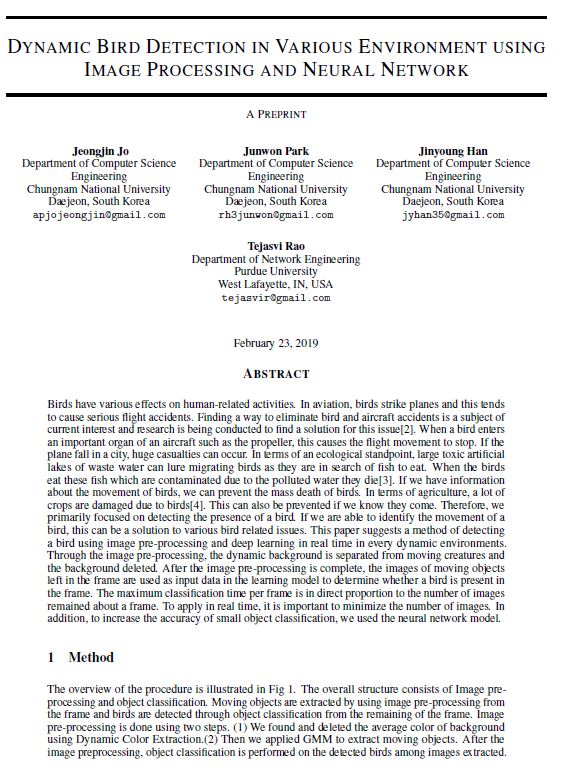 DYNAMIC BIRD DETECTION IN VARIOUS ENVIRONMENT USING
IMAGE PROCESSING AND NEURAL NETWORK
A PREPRINT
Jeongjin Jo
Department of Computer Science
Engineering
Chungnam National University
Daejeon, South Korea
apjojeongjin@gmail.com
Junwon Park
Department of Computer Science
Engineering
Chungnam National University
Daejeon, South Korea
rh3junwon@gmail.com
Jinyoung Han
Department of Computer Science
Engineering
Chungnam National University
Daejeon, South Korea
jyhan35@gmail.com
Tejasvi Rao
Department of Network Engineering
Purdue University
West Lafayette, IN, USA
tejasvir@gmail.com
February 23, 2019
ABSTRACT
Birds have various effects on human-related activities. In aviation, birds strike planes and this tends
to cause serious flight accidents. Finding a way to eliminate bird and aircraft accidents is a subject of
current interest and research is being conducted to find a solution for this issue[2]. When a bird enters
an important organ of an aircraft such as the propeller, this causes the flight movement to stop. If the
plane fall in a city, huge casualties can occur. In terms of an ecological standpoint, large toxic artificial
lakes of waste water can lure migrating birds as they are in search of fish to eat. When the birds
eat these fish which are contaminated due to the polluted water they die[3]. If we have information
about the movement of birds, we can prevent the mass death of birds. In terms of agriculture, a lot of
crops are damaged due to birds[4]. This can also be prevented if we know they come. Therefore, we
primarily focused on detecting the presence of a bird. If we are able to identify the movement of a
bird, this can be a solution to various bird related issues. This paper suggests a method of detecting
a bird using image pre-processing and deep learning in real time in every dynamic environments.
Through the image pre-processing, the dynamic background is separated from moving creatures and
the background deleted. After the image pre-processing is complete, the images of moving objects
left in the frame are used as input data in the learning model to determine whether a bird is present in
the frame. The maximum classification time per frame is in direct proportion to the number of images
remained about a frame. To apply in real time, it is important to minimize the number of images. In
addition, to increase the accuracy of small object classification, we used the neural network model.
1 Method
The overview of the procedure is illustrated in Fig 1. The overall structure consists of Image pre-
processing and object classification. Moving objects are extracted by using image pre-processing from
the frame and birds are detected through object classification from the remaining of the frame. Image
pre-processing is done using two steps. (1) We found and deleted the average color of background
using Dynamic Color Extraction.(2) Then we applied GMM to extract moving objects. After the
image preprocessing, object classification is performed on the detected birds among images extracted.